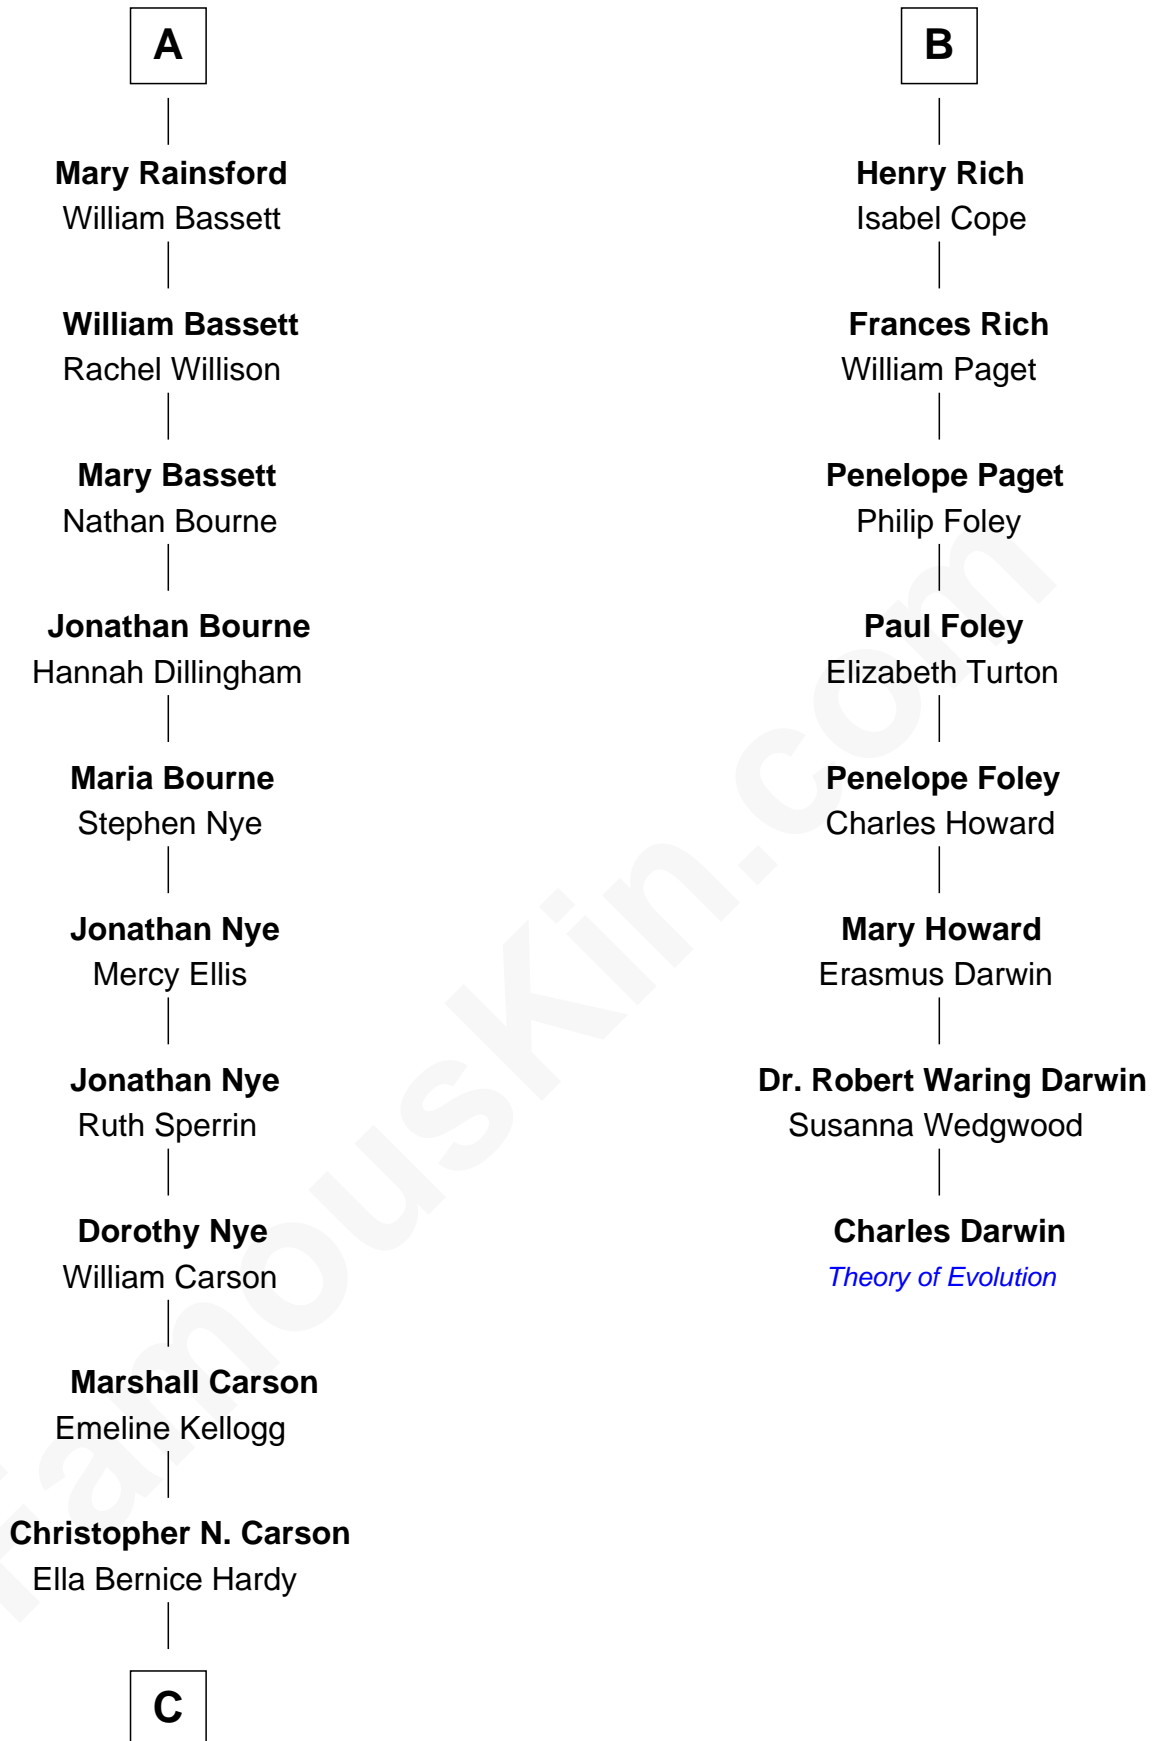 A
Mary Rainsford
William Bassett
William Bassett
Rachel Willison
Mary Bassett
Nathan Bourne
Jonathan Bourne
Hannah Dillingham
Maria Bourne
Stephen Nye
Jonathan Nye
Mercy Ellis
Jonathan Nye
Ruth Sperrin
Dorothy Nye
William Carson
Marshall Carson
Emeline Kellogg
Christopher N. Carson
Ella Bernice Hardy
C
B
Henry Rich
Isabel Cope
Frances Rich
William Paget
Penelope Paget
Philip Foley
Paul Foley
Elizabeth Turton
Penelope Foley
Charles Howard
Mary Howard
Erasmus Darwin
Dr. Robert Waring Darwin
Susanna Wedgwood
Charles Darwin
Theory of Evolution
FamousKin.com